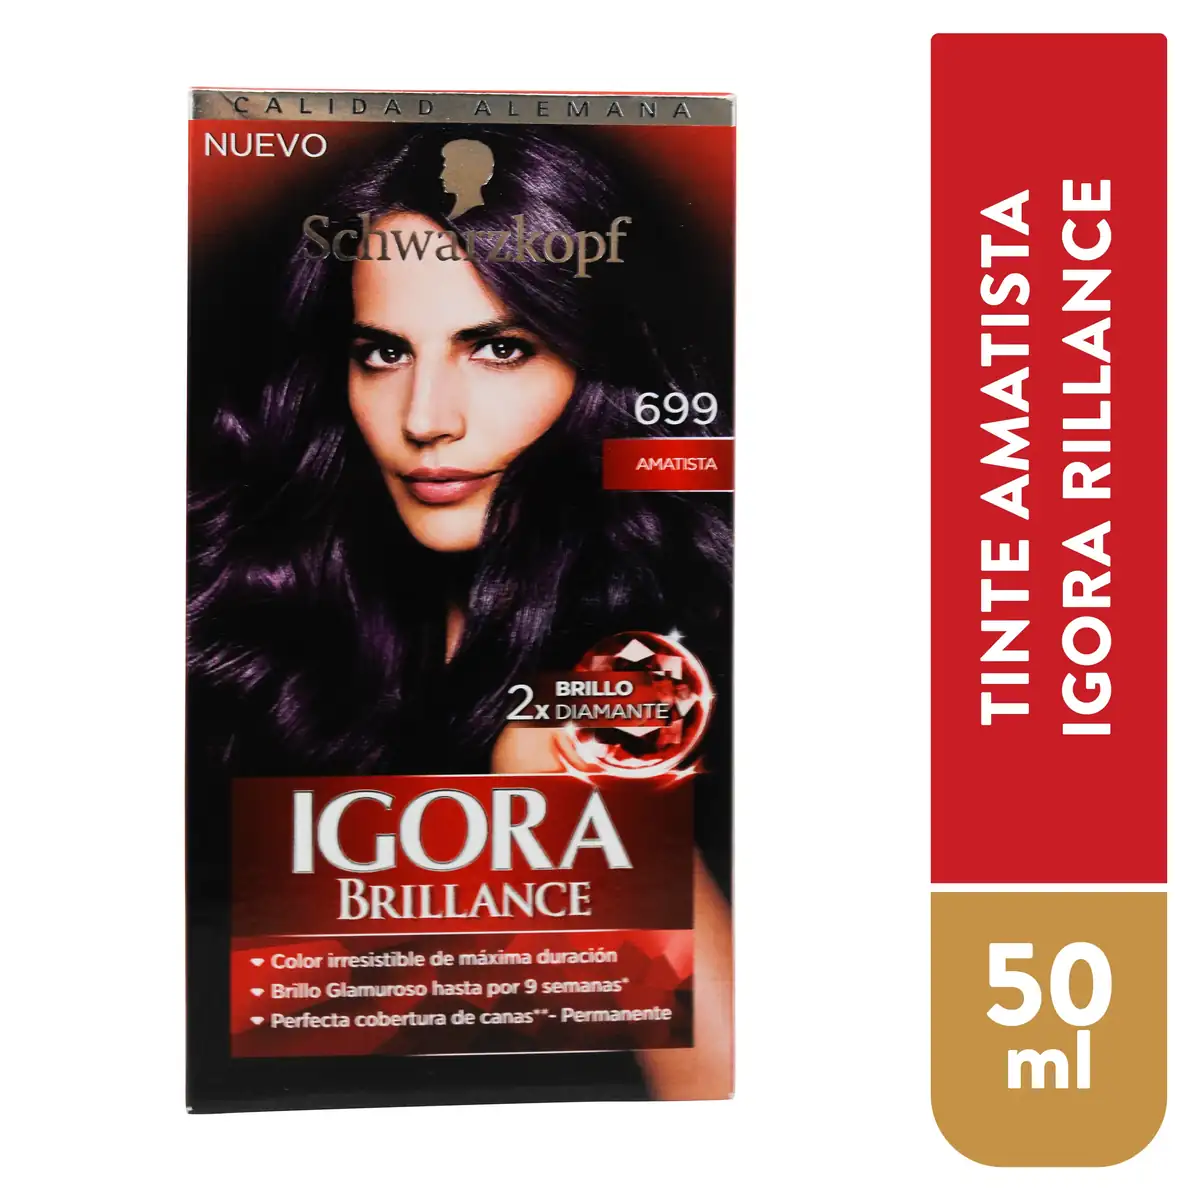 CALIDAD ALEMANA
NUEVO
Schwarzkopf
699
AMATISTA
2x BRILLO
DIAMANTE
IGORA
BRILLANCE
Color irresistible de máxima duración
Brillo Glamuroso hasta por 9 semanas*
Perfecta cobertura de canas**- Permanente
TINTE AMATISTA
IGORA RILLANCE
50
ml